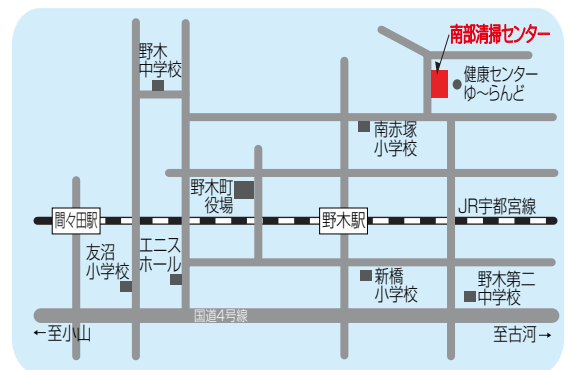 南部清掃センター
野木
中学校
健康センター
ゆ～らんど
南赤塚
小学校
野木町
役場
JR宇都宮線
間々田駅
野木駅
友沼
小学校
エニス
ホール
新橋
小学校
野木第二
中学校
国道4号線
←至小山
至古河→